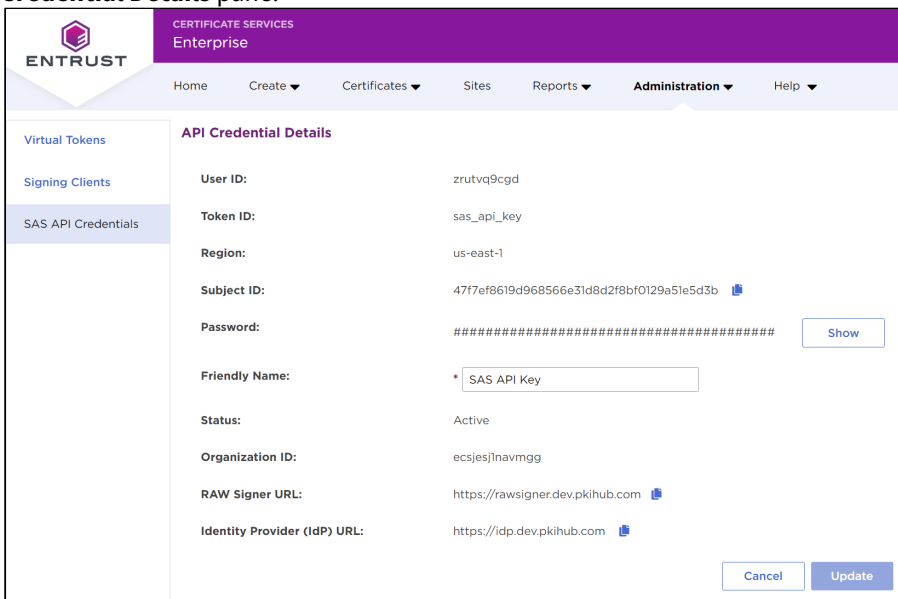 Credential Details pane.
ENTRUST
CERTIFICATE SERVICES
Enterprise
Home Create Certificates Sites Reports Administration Help
Virtual Tokens
Signing Clients
SAS API Credentials
API Credential Details
User ID: zrutvq9cgd
Token ID: sas_api_key
Region: us-east-1
Subject ID: 47f7ef8619d968566e31d8d2f8bf0129a51e5d3b
Password: ######################################## Show
Friendly Name: * SAS API Key
Status: Active
Organization ID: ecsjesj1navmgg
RAW Signer URL: https://rawsigner.dev.pkihub.com
Identity Provider (IdP) URL: https://idp.dev.pkihub.com
Cancel Update